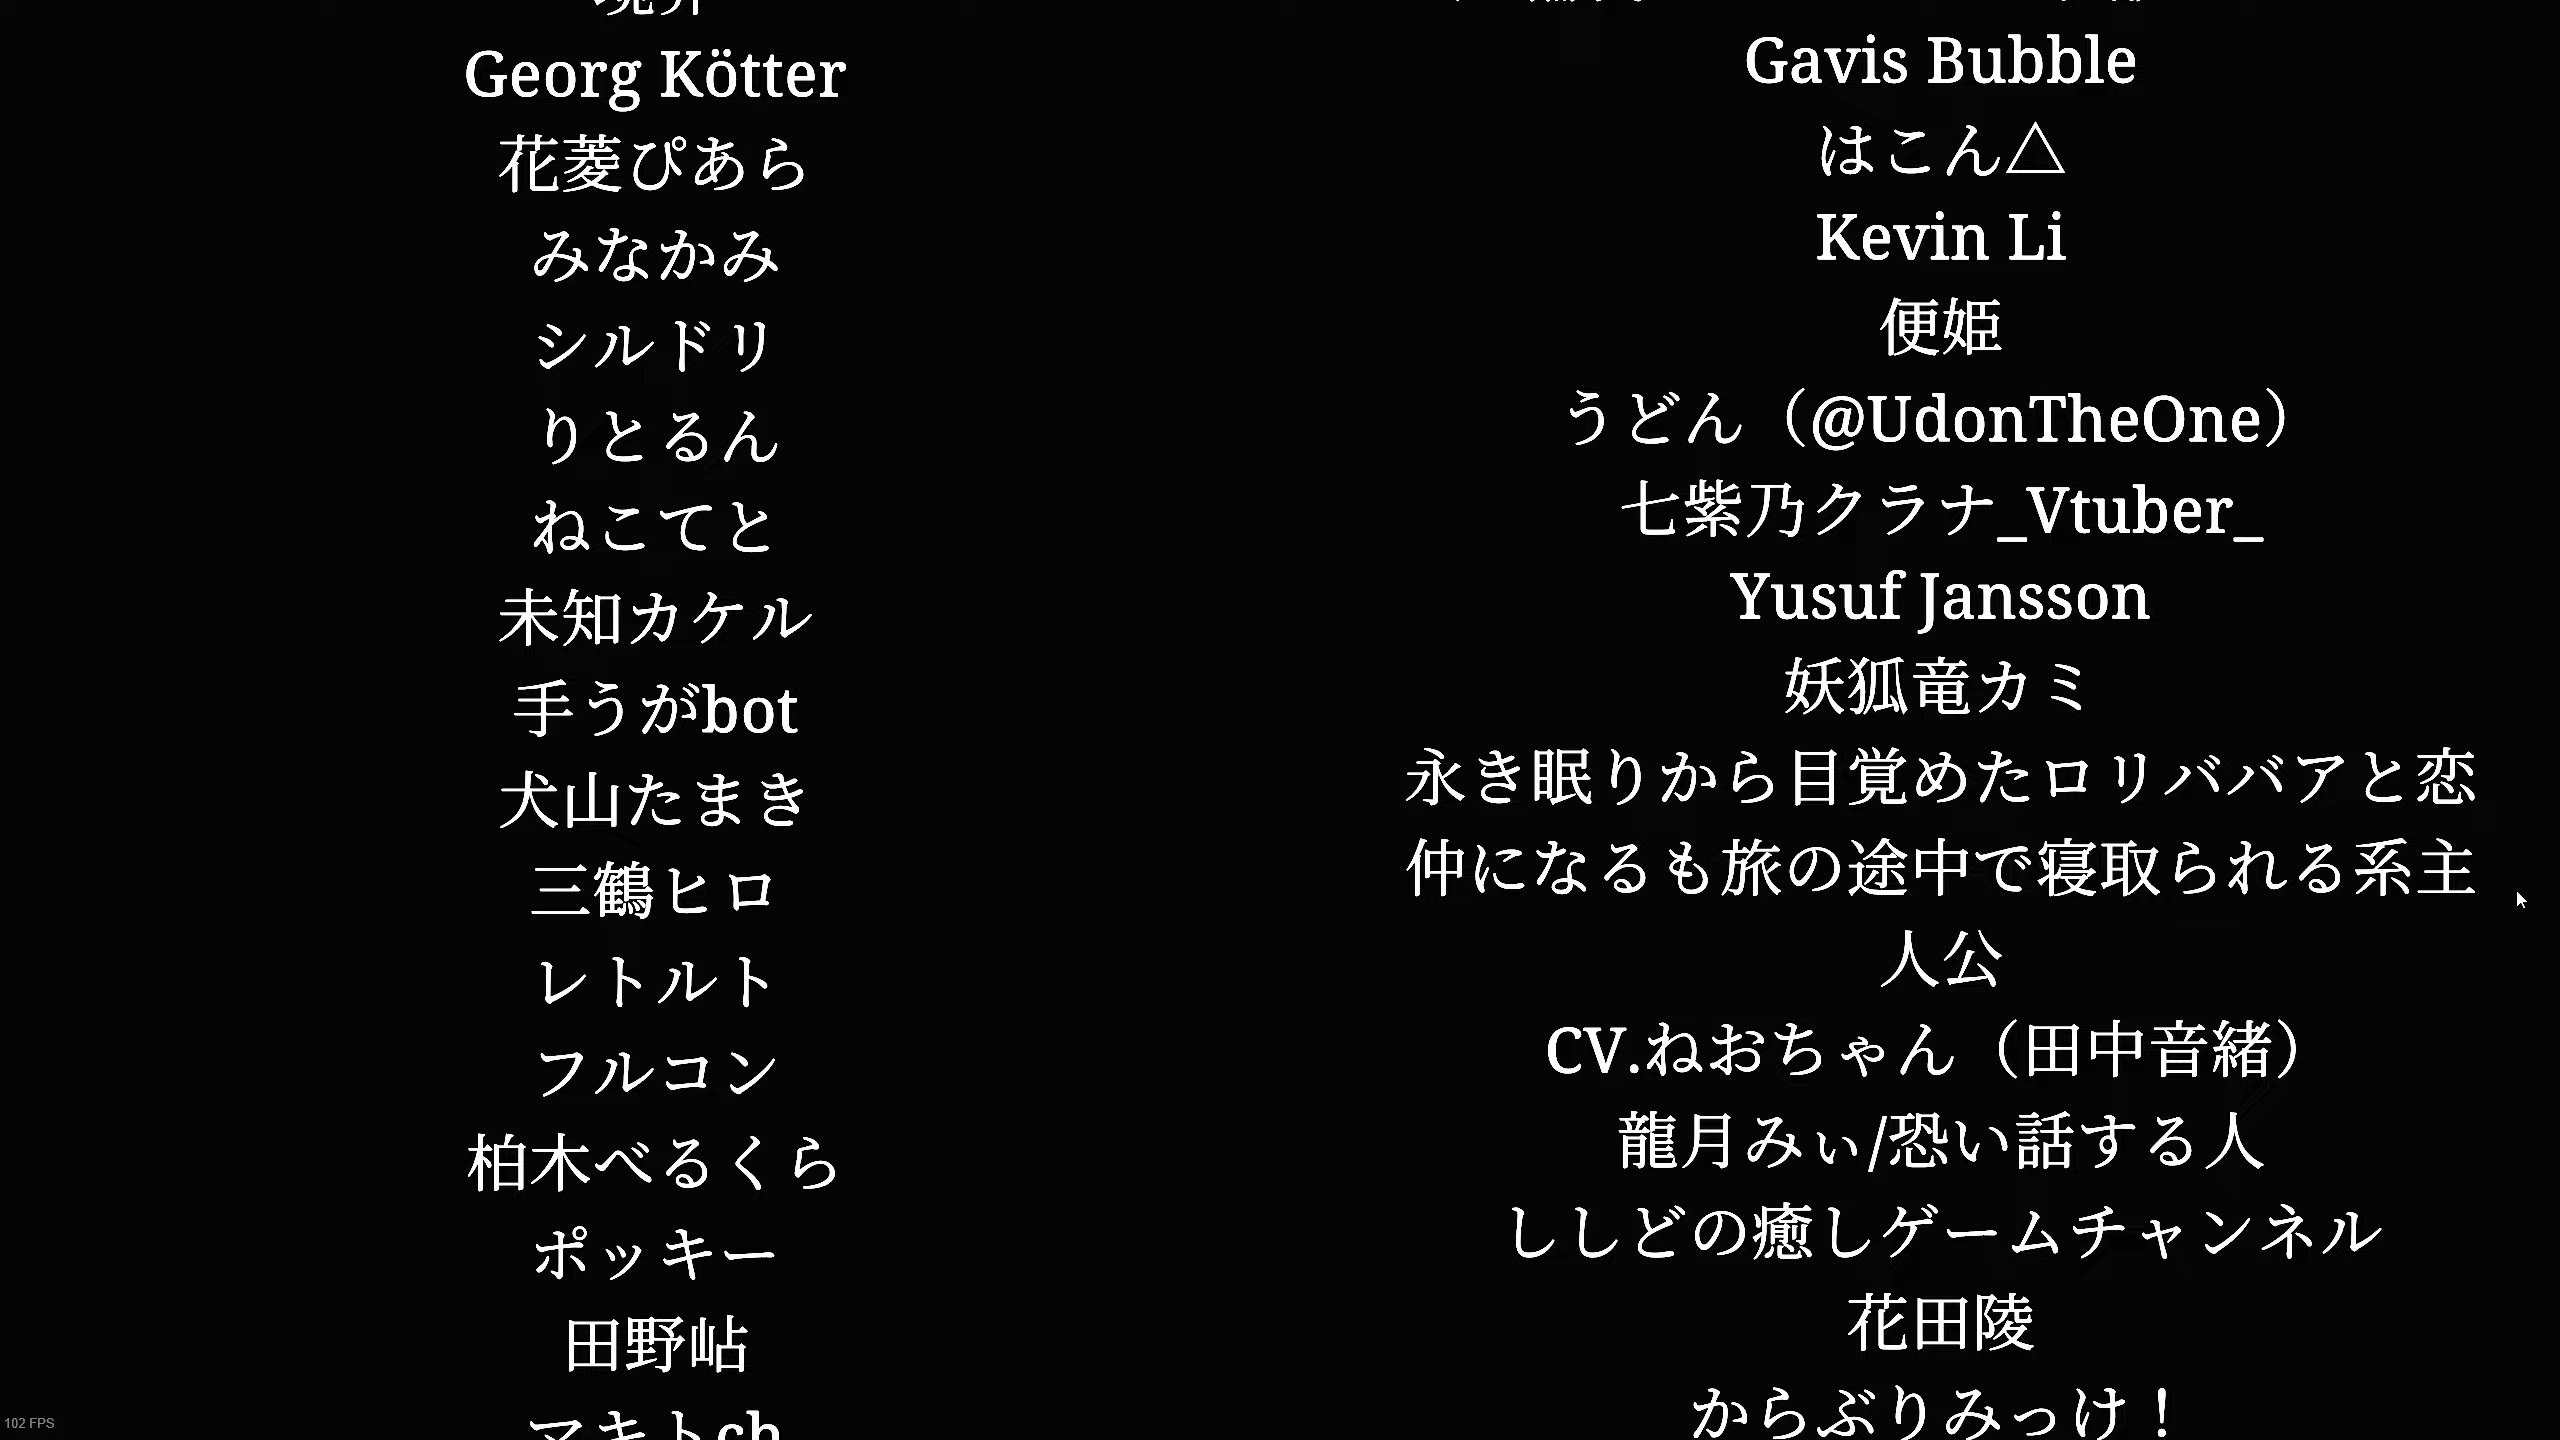 Georg Kötter
花菱ぴあら
みなかみ
シルドリ
りとるん
ねこてと
未知カケル
手うがbot
犬山たまき
三鶴ヒロ
レトルト
フルコン
柏木べるくら
ポッキー
田野岾
マキトch
Gavis Bubble
はこん△
Kevin Li
便姫
うどん（@UdonTheOne）
七紫乃クラナ_Vtuber_
Yusuf Jansson
妖狐竜カミ
永き眠りから目覚めたロリババアと恋
仲になるも旅の途中で寝取られる系主
人公
CV.ねおちゃん（田中音緒）
龍月みぃ/恐い話する人
ししどの癒しゲームチャンネル
花田陵
からぶりみっけ！
102 FPS